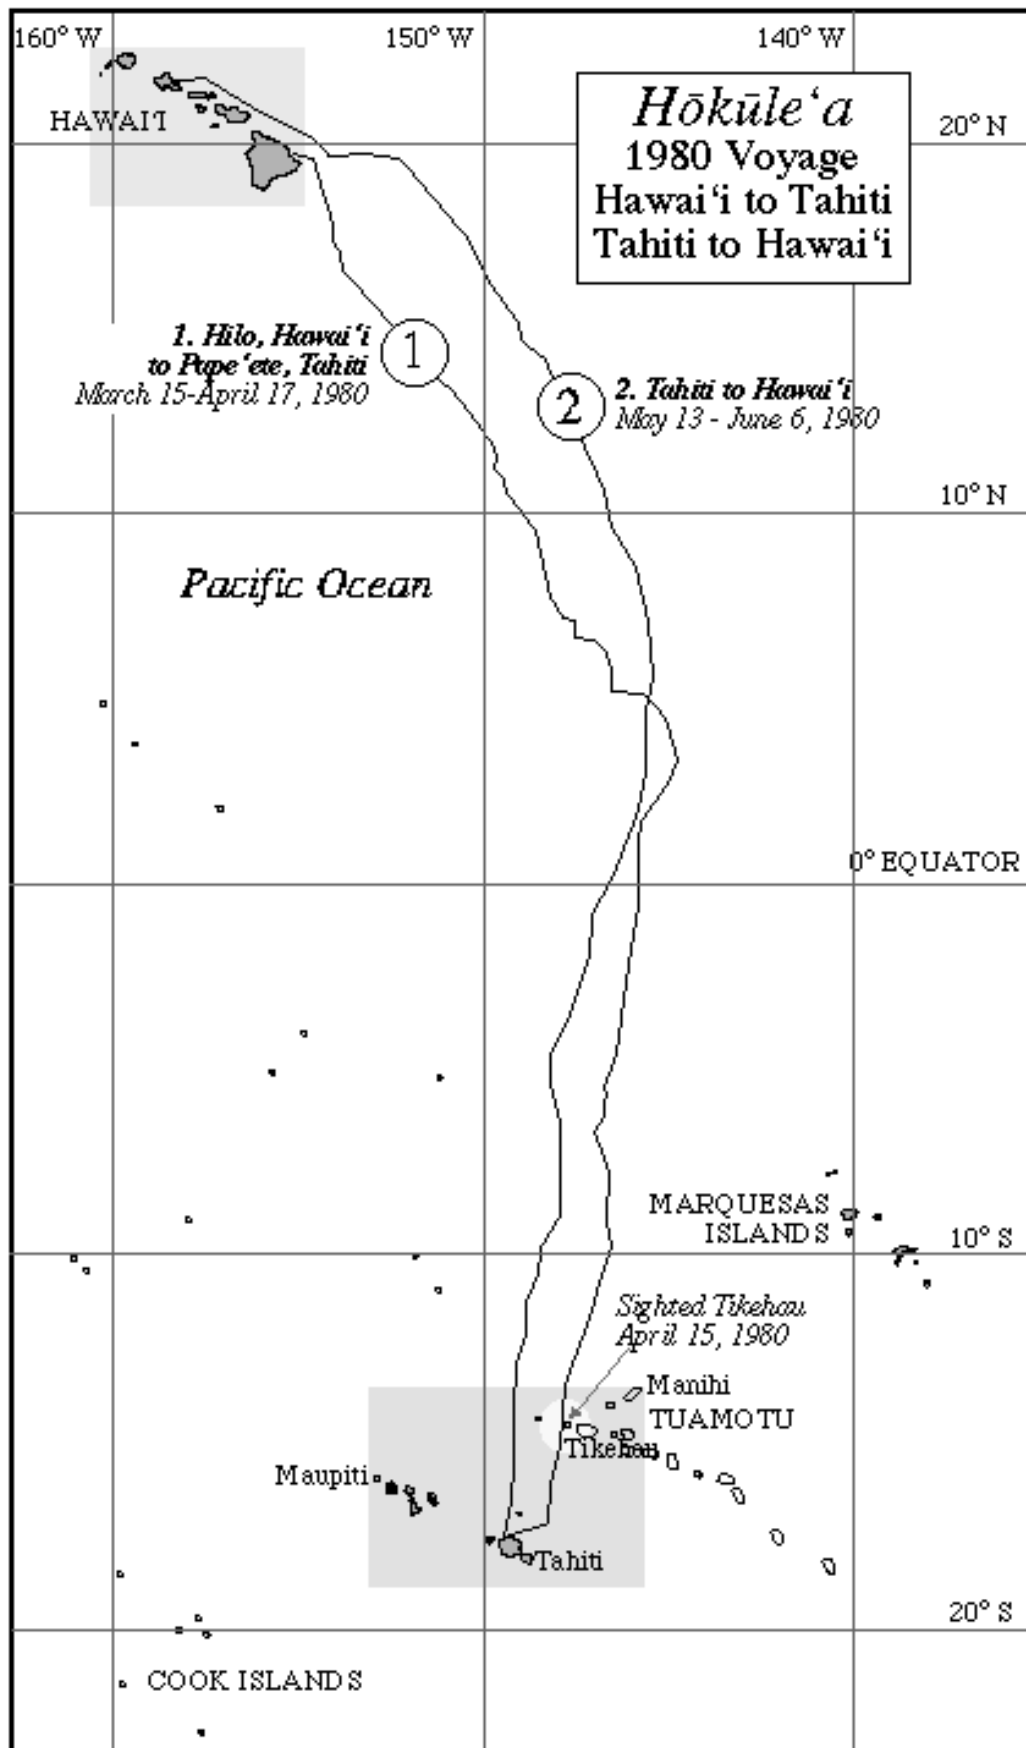 160° W
150° W
140° W
Hōkūle‘a
1980 Voyage
Hawai‘i to Tahiti
Tahiti to Hawai‘i
HAWAI'I
20° N
1. Hilo, Hawai‘i
to Pape‘ete, Tahiti
March 15-April 17, 1980
1
2
2. Tahiti to Hawai‘i
May 13 - June 6, 1980
10° N
Pacific Ocean
0° EQUATOR
MARQUESAS
ISLANDS
10° S
Sighted Tikehau
April 15, 1980
Manihi
TUAMOTU
Tikehau
Maupiti
Tahiti
20° S
COOK ISLANDS